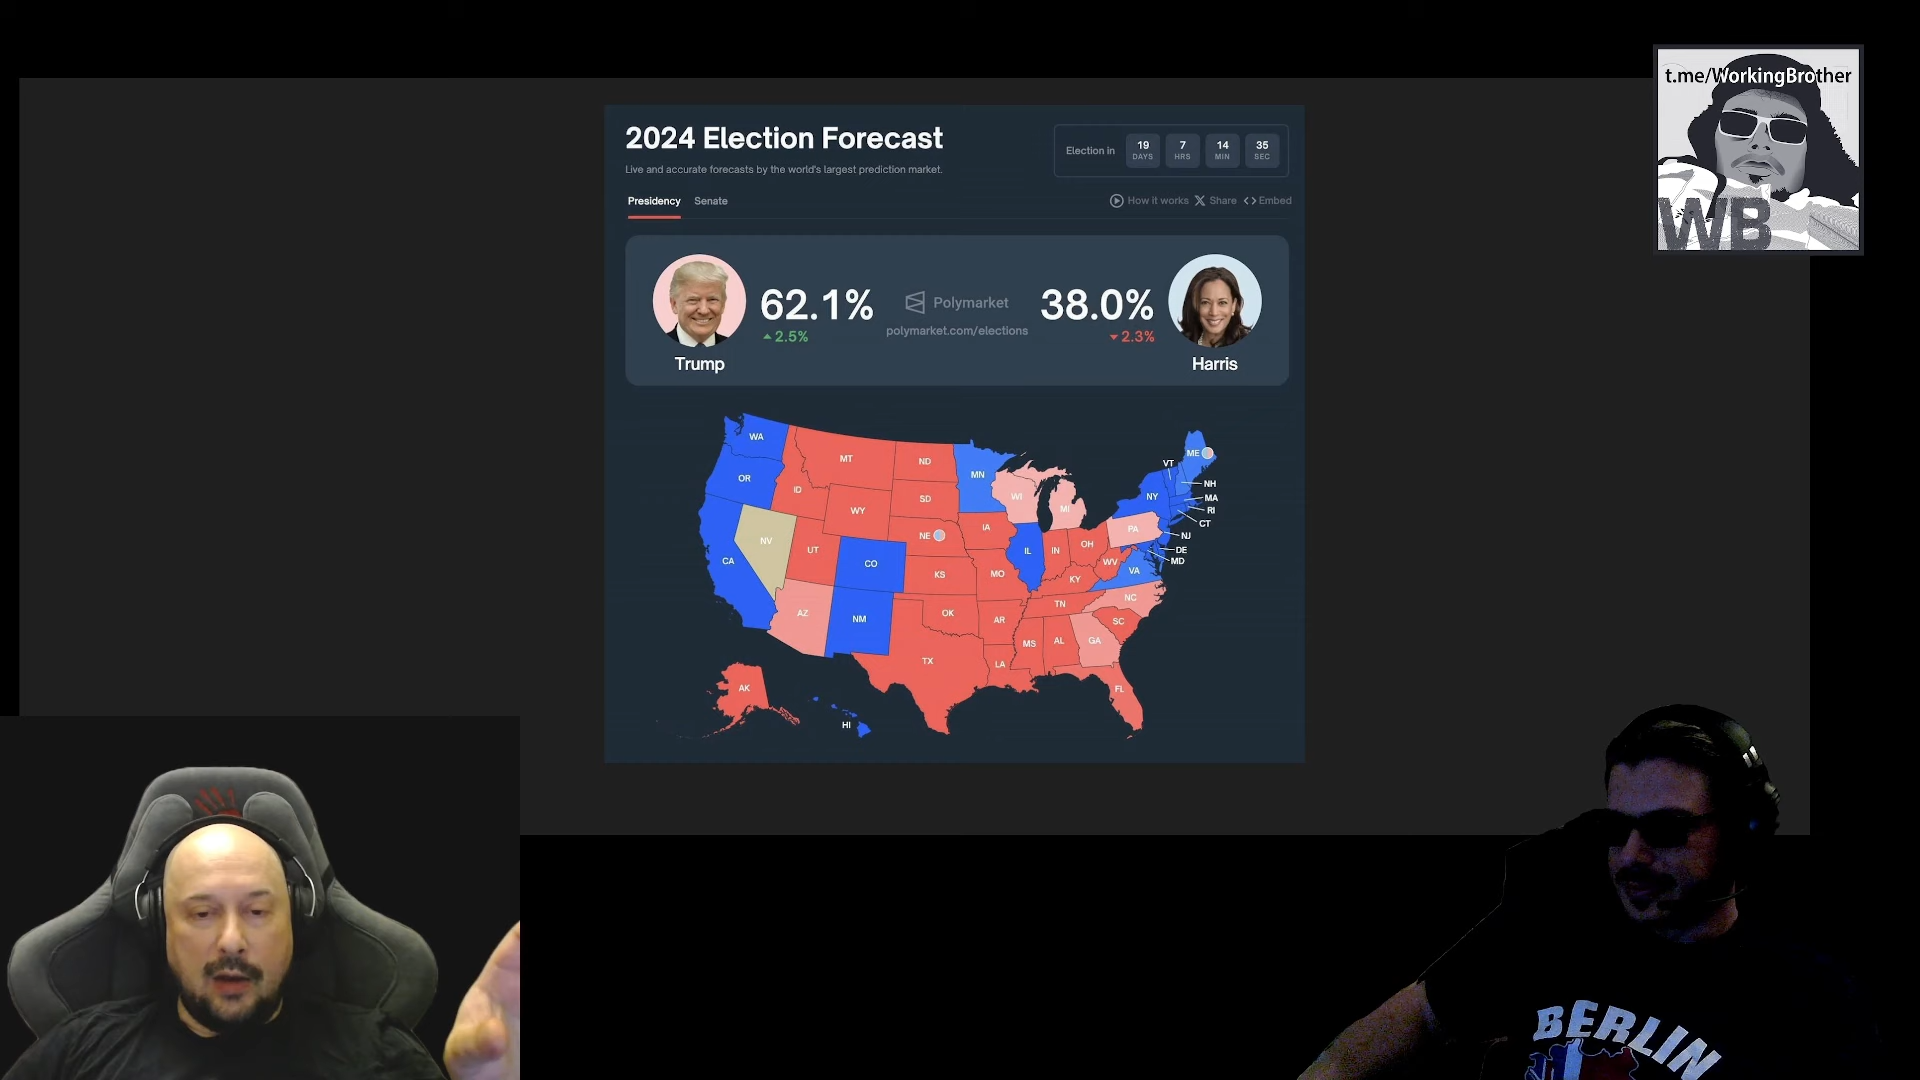 t.me/WorkingBrother
WB
2024 Election Forecast
Live and accurate forecasts by the world's largest prediction market.
Election in
19 7 14 35
DAYS HRS MIN SEC
Presidency Senate
How it works Share Embed
62.1%
2.5%
Trump
Polymarket
polymarket.com/elections
38.0%
2.3%
Harris
WA
MT
ND
MN
ME
VT
OR
ID
SD
WI
NY
NH
MA
WY
MI
RI
CT
NV
UT
NE
IA
PA
NJ
CA
CO
IL
IN
OH
DE
MD
KS
MO
WV
VA
KY
AZ
NM
OK
AR
TN
NC
SC
TX
LA
MS
AL
GA
AK
FL
HI
BERLIN